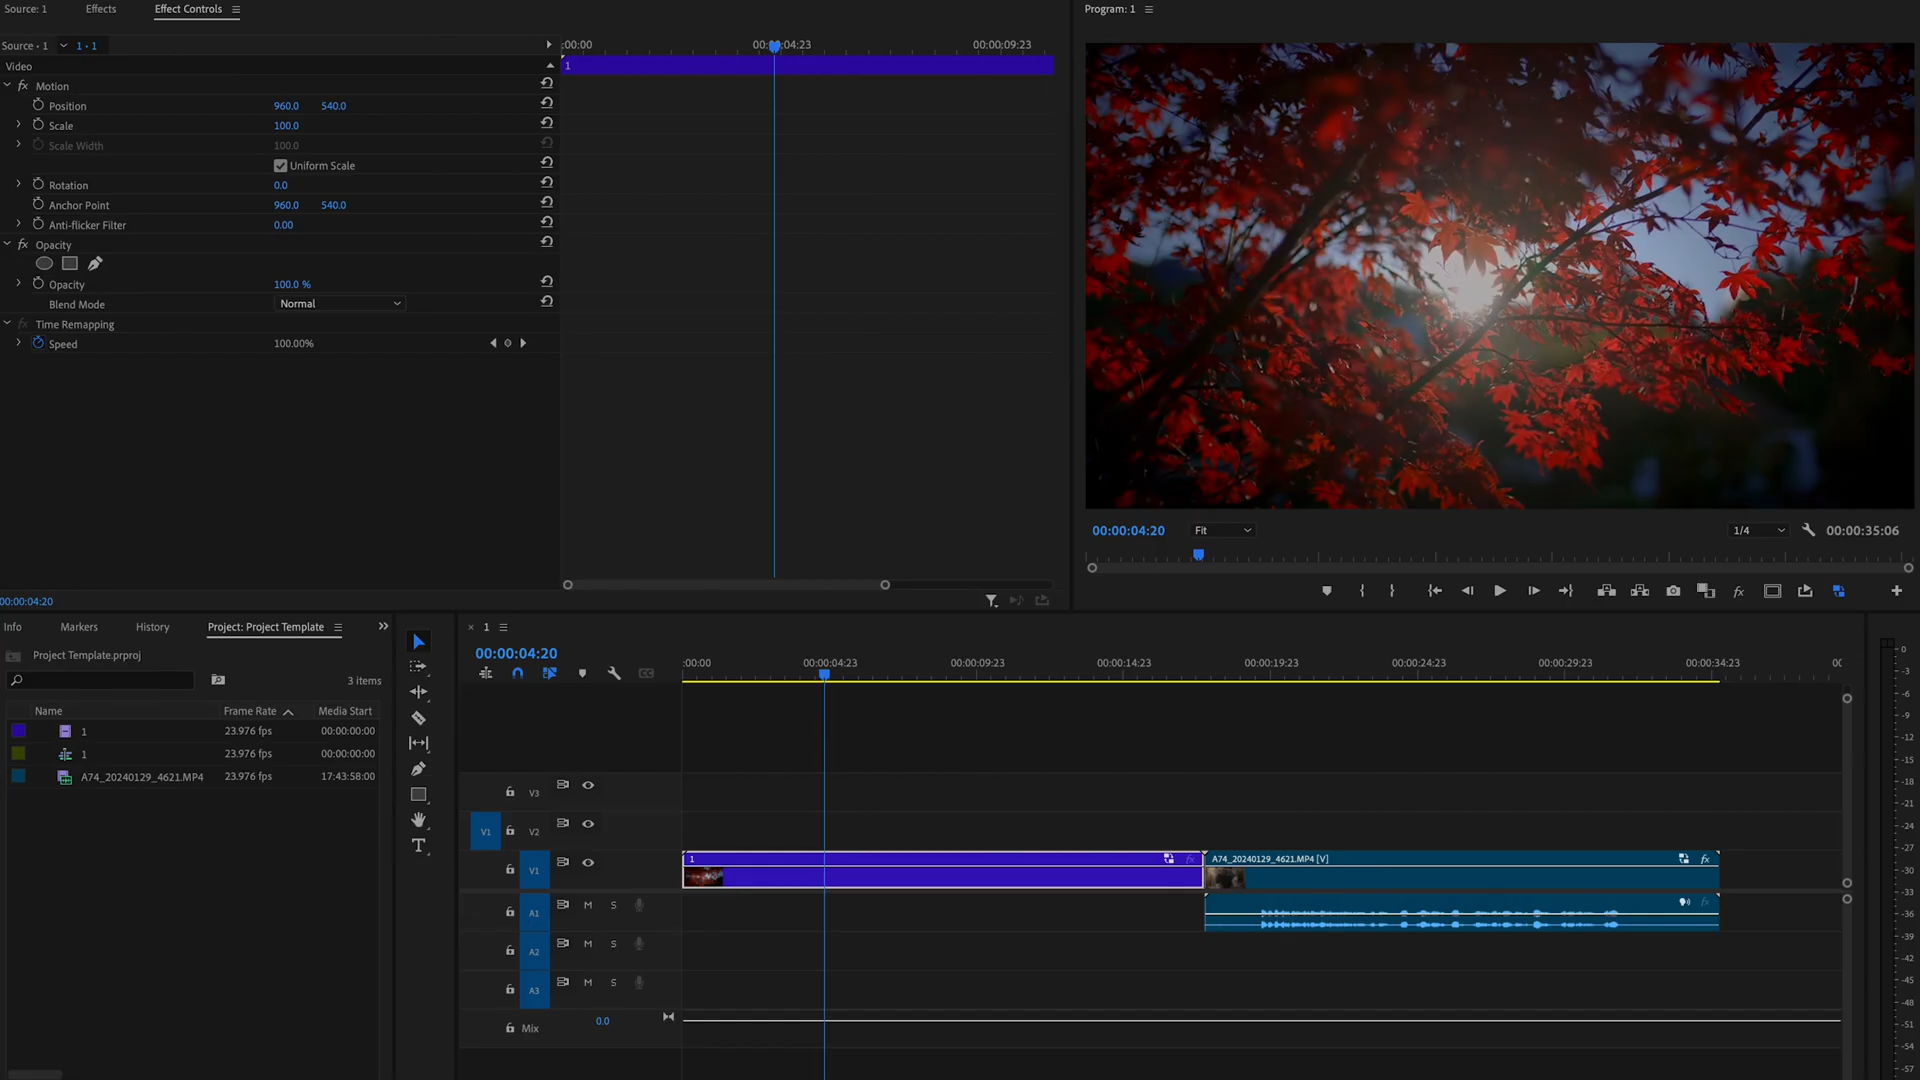 Source: 1 Effects Effect Controls
Source • 1 1 • 1
:00:00 00:00:04:23 00:00:09:23
Video
1
Motion
Position 960.0 540.0
Scale 100.0
Scale Width 100.0
Uniform Scale
Rotation 0.0
Anchor Point 960.0 540.0
Anti-flicker Filter 0.00
Opacity
Opacity 100.0 %
Blend Mode Normal
Time Remapping
Speed 100.00%
00:00:04:20
Program: 1
00:00:04:20 Fit 1/4 00:00:35:06
fx
Info Markers History Project: Project Template
Project Template.prproj
3 items
Name Frame Rate Media Start
1 23.976 fps 00:00:00:00
1 23.976 fps 00:00:00:00
A74_20240129_4621.MP4 23.976 fps 17:43:58:00
× 1
00:00:04:20
:00:00 00:00:04:23 00:00:09:23 00:00:14:23 00:00:19:23 00:00:24:23 00:00:29:23 00:00:34:23 00:
V3
V1 V2
V1
1 fx A74_20240129_4621.MP4 [V] fx
A1 M S fx
A2 M S
A3 M S
Mix 0.0
0
-3
-6
-9
-12
-15
-18
-21
-24
-27
-30
-33
-36
-39
-42
-45
-48
-51
-54
-57